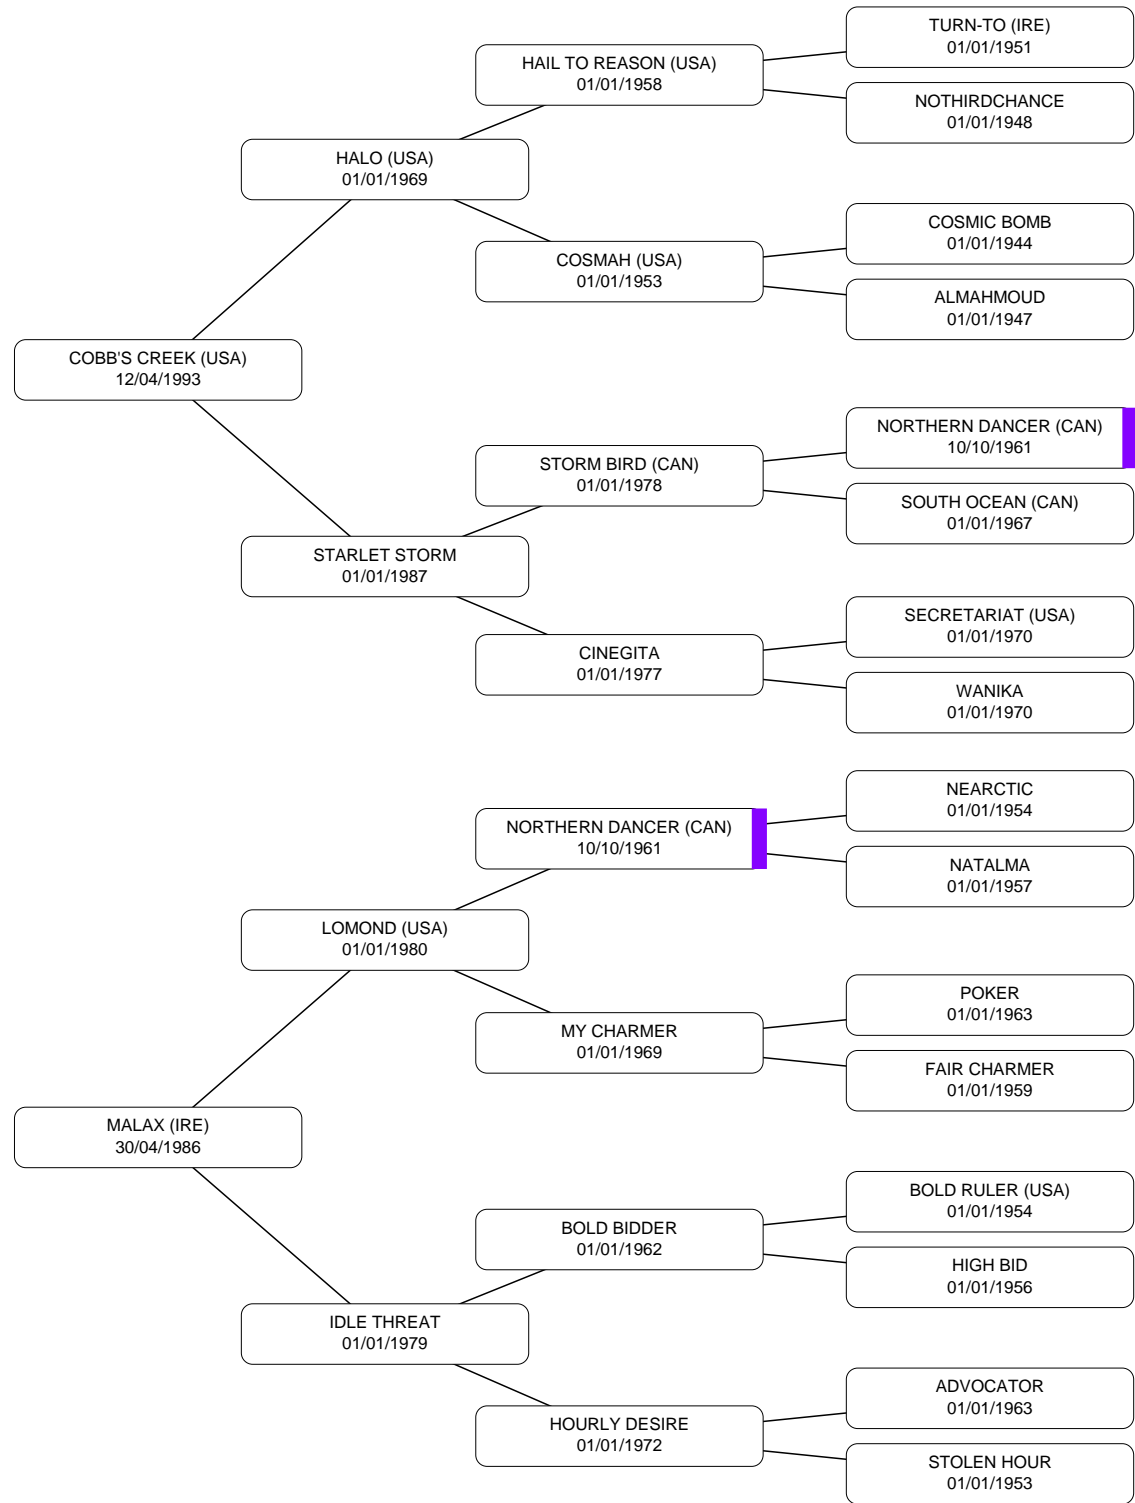 TURN-TO (IRE)
01/01/1951
HAIL TO REASON (USA)
01/01/1958
NOTHIRDCHANCE
01/01/1948
HALO (USA)
01/01/1969
COSMIC BOMB
01/01/1944
COSMAH (USA)
01/01/1953
ALMAHMOUD
01/01/1947
COBB'S CREEK (USA)
12/04/1993
NORTHERN DANCER (CAN)
10/10/1961
STORM BIRD (CAN)
01/01/1978
SOUTH OCEAN (CAN)
01/01/1967
STARLET STORM
01/01/1987
SECRETARIAT (USA)
01/01/1970
CINEGITA
01/01/1977
WANIKA
01/01/1970
NEARCTIC
01/01/1954
NORTHERN DANCER (CAN)
10/10/1961
NATALMA
01/01/1957
LOMOND (USA)
01/01/1980
POKER
01/01/1963
MY CHARMER
01/01/1969
FAIR CHARMER
01/01/1959
MALAX (IRE)
30/04/1986
BOLD RULER (USA)
01/01/1954
BOLD BIDDER
01/01/1962
HIGH BID
01/01/1956
IDLE THREAT
01/01/1979
ADVOCATOR
01/01/1963
HOURLY DESIRE
01/01/1972
STOLEN HOUR
01/01/1953